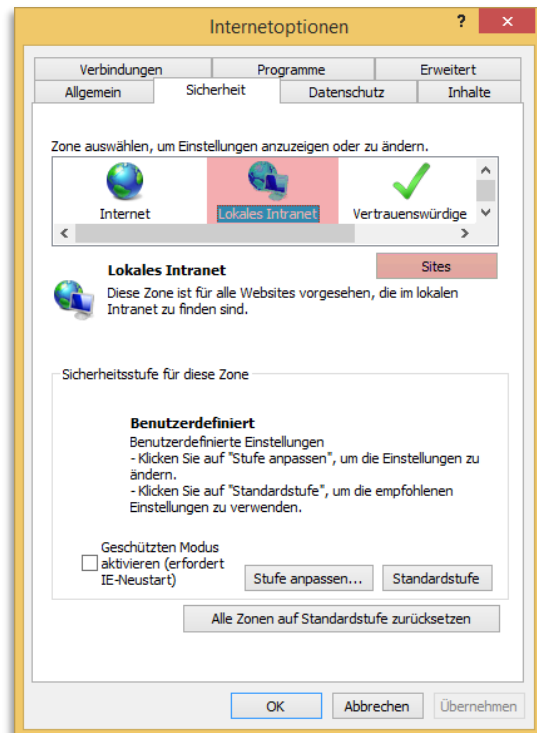 Internetoptionen ? ×
Verbindungen Programme Erweitert
Allgemein Sicherheit Datenschutz Inhalte
Zone auswählen, um Einstellungen anzuzeigen oder zu ändern.
Internet Lokales Intranet Vertrauenswürdige
Lokales Intranet
Sites
Diese Zone ist für alle Websites vorgesehen, die im lokalen
Intranet zu finden sind.
Sicherheitsstufe für diese Zone
Benutzerdefiniert
Benutzerdefinierte Einstellungen
- Klicken Sie auf "Stufe anpassen", um die Einstellungen zu
ändern.
- Klicken Sie auf "Standardstufe", um die empfohlenen
Einstellungen zu verwenden.
Geschützten Modus
aktivieren (erfordert
IE-Neustart)
Stufe anpassen... Standardstufe
Alle Zonen auf Standardstufe zurücksetzen
OK Abbrechen Übernehmen